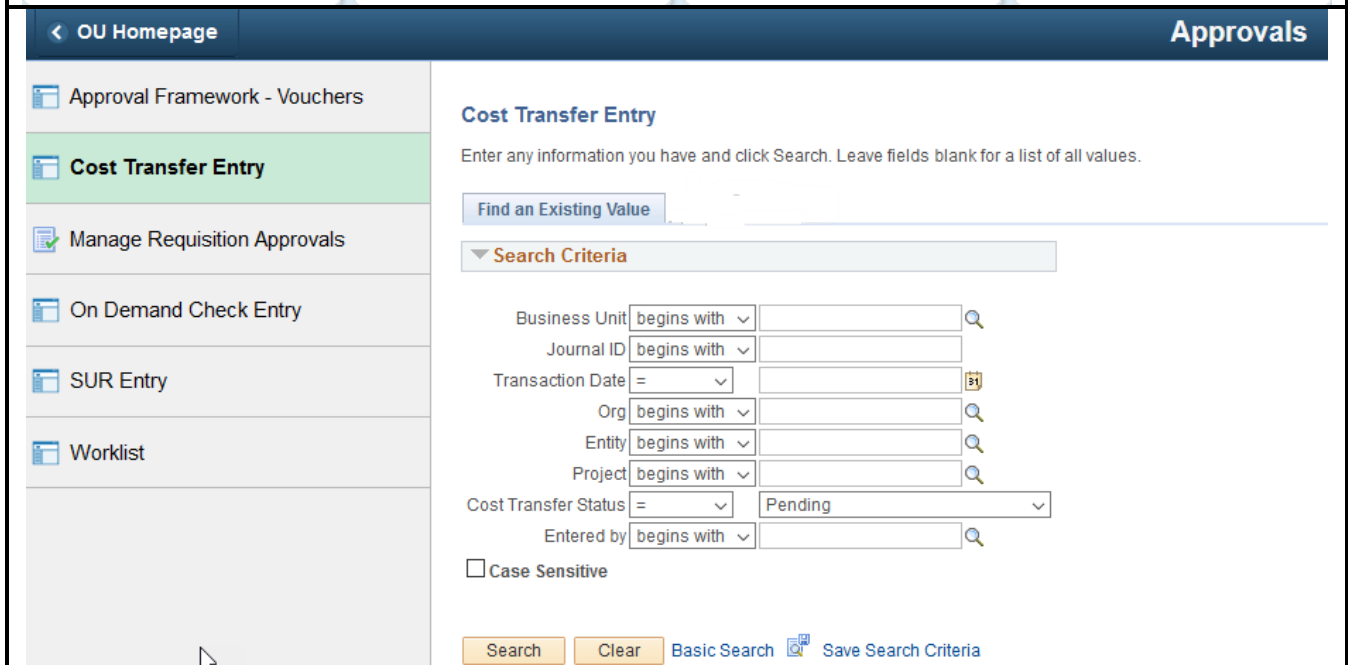 OU Homepage
Approvals
Approval Framework - Vouchers
Cost Transfer Entry
Manage Requisition Approvals
On Demand Check Entry
SUR Entry
Worklist
Cost Transfer Entry
Enter any information you have and click Search. Leave fields blank for a list of all values.
Find an Existing Value
Search Criteria
Business Unit begins with
Journal ID begins with
Transaction Date = 31
Org begins with
Entity begins with
Project begins with
Cost Transfer Status = Pending
Entered by begins with
Case Sensitive
Search Clear Basic Search Save Search Criteria